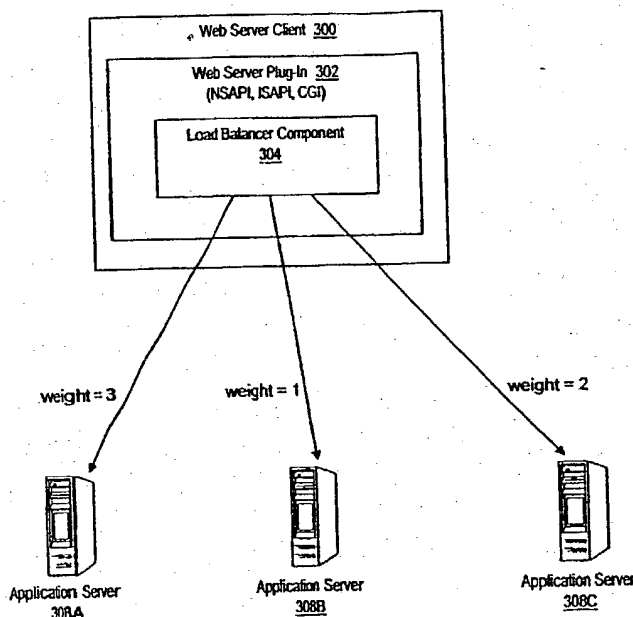 Web Server Client 300
Web Server Plug-In 302
(NSAPI, ISAPI, CGI)
Load Balancer Component
304
weight = 3
weight = 1
weight = 2
Application Server
308A
Application Server
308B
Application Server
308C